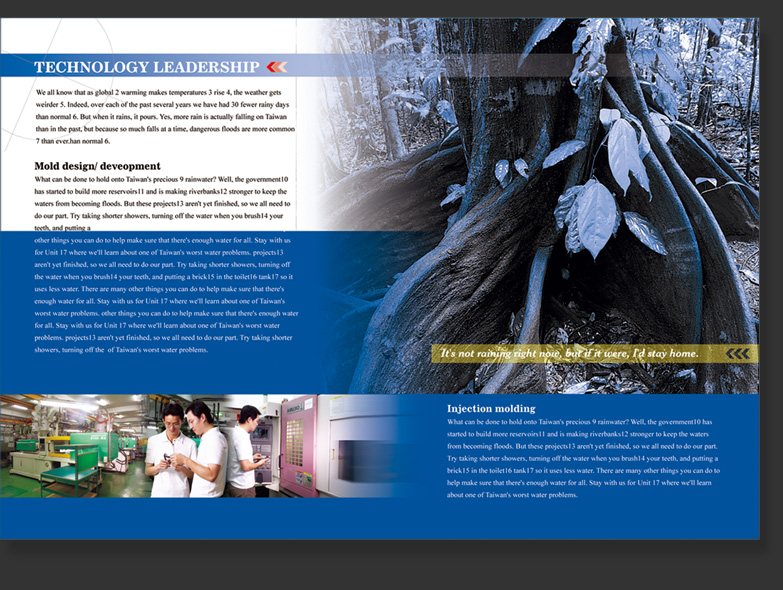 TECHNOLOGY LEADERSHIP
We all know that as global 2 warming makes temperatures 3 rise 4, the weather gets
weirder 5. Indeed, over each of the past several years we have had 30 fewer rainy days
than normal 6. But when it rains, it pours. Yes, more rain is actually falling on Taiwan
than in the past, but because so much falls at a time, dangerous floods are more common
7 than ever.han normal 6.
Mold design/ deveopment
What can be done to hold onto Taiwan's precious 9 rainwater? Well, the government10
has started to build more reservoirs11 and is making riverbanks12 stronger to keep the
waters from becoming floods. But these projects13 aren't yet finished, so we all need to
do our part. Try taking shorter showers, turning off the water when you brush14 your
teeth, and putting a
other things you can do to help make sure that there's enough water for all. Stay with us
for Unit 17 where we'll learn about one of Taiwan's worst water problems. projects13
aren't yet finished, so we all need to do our part. Try taking shorter showers, turning off
the water when you brush14 your teeth, and putting a brick15 in the toilet16 tank17 so it
uses less water. There are many other things you can do to help make sure that there's
enough water for all. Stay with us for Unit 17 where we'll learn about one of Taiwan's
worst water problems. other things you can do to help make sure that there's enough water
for all. Stay with us for Unit 17 where we'll learn about one of Taiwan's worst water
problems. projects13 aren't yet finished, so we all need to do our part. Try taking shorter
showers, turning off the of Taiwan's worst water problems.
It's not raining right now, but if it were, I'd stay home.
Injection molding
What can be done to hold onto Taiwan's precious 9 rainwater? Well, the government10 has
started to build more reservoirs11 and is making riverbanks12 stronger to keep the waters
from becoming floods. But these projects13 aren't yet finished, so we all need to do our part.
Try taking shorter showers, turning off the water when you brush14 your teeth, and putting a
brick15 in the toilet16 tank17 so it uses less water. There are many other things you can do to
help make sure that there's enough water for all. Stay with us for Unit 17 where we'll learn
about one of Taiwan's worst water problems.